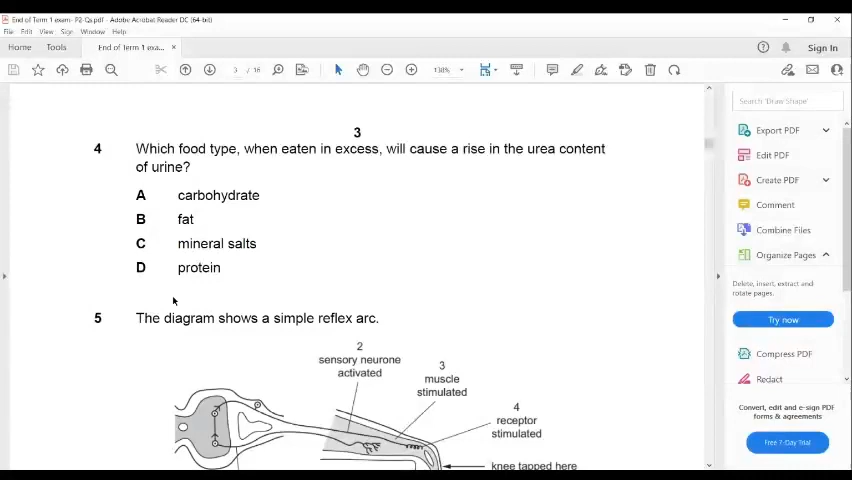 End of Term 1 exam- P2-Qs.pdf - Adobe Acrobat Reader DC (64-bit)
File Edit View Sign Window Help
Home Tools End of Term 1 exa... × Sign In
3 / 16 138%
3
4 Which food type, when eaten in excess, will cause a rise in the urea content
of urine?
A carbohydrate
B fat
C mineral salts
D protein
5 The diagram shows a simple reflex arc.
2
sensory neurone
activated
3
muscle
stimulated
4
receptor
stimulated
knee tapped here
Search 'Draw Shape'
Export PDF
Edit PDF
Create PDF
Comment
Combine Files
Organize Pages
Delete, insert, extract and
rotate pages.
Try now
Compress PDF
Redact
Convert, edit and e-sign PDF
forms & agreements
Free 7-Day Trial